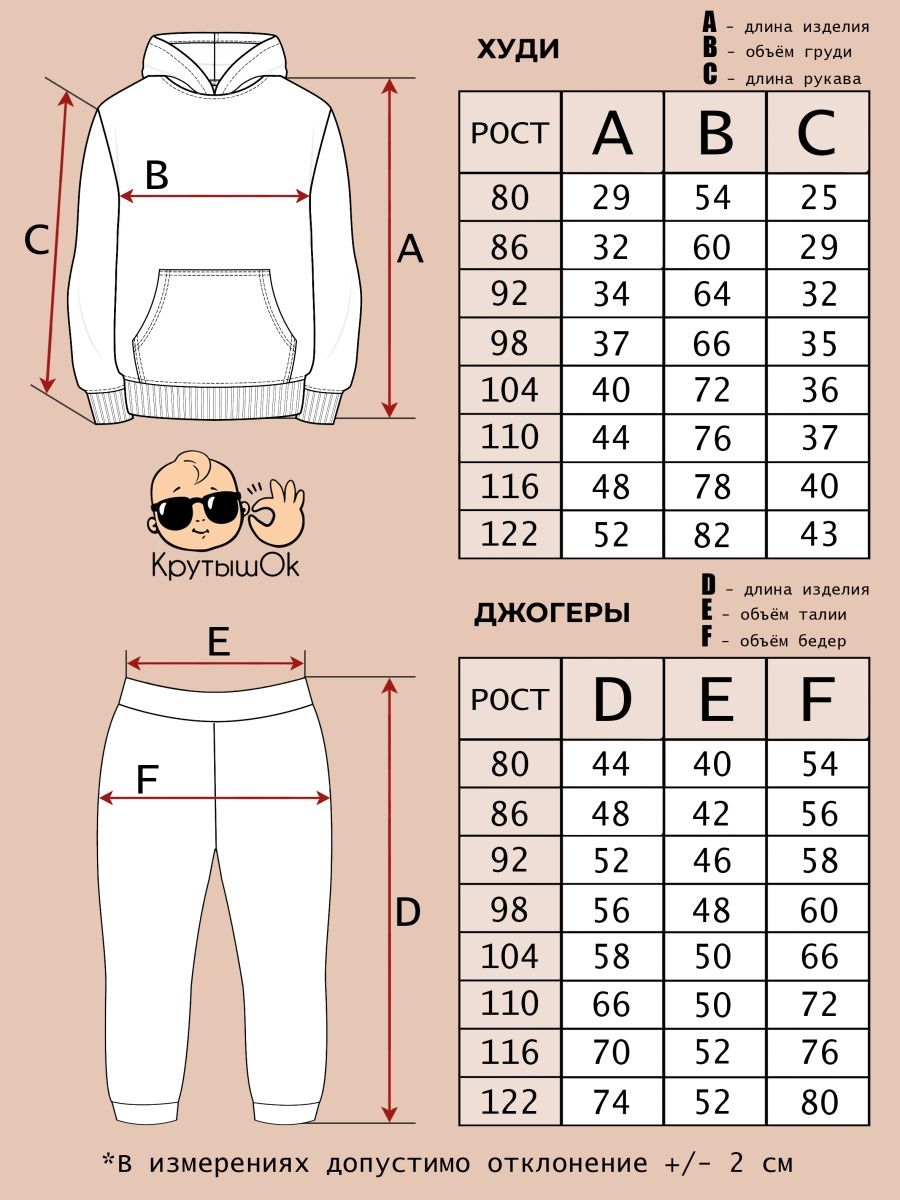 ХУДИ
A – длина изделия
B – объём груди
C – длина рукава
РОСТ A B C
80 29 54 25
86 32 60 29
92 34 64 32
98 37 66 35
104 40 72 36
110 44 76 37
116 48 78 40
122 52 82 43
B
C
A
КрутышОк
ДЖОГЕРЫ
D – длина изделия
E – объём талии
F – объём бедер
РОСТ D E F
80 44 40 54
86 48 42 56
92 52 46 58
98 56 48 60
104 58 50 66
110 66 50 72
116 70 52 76
122 74 52 80
E
F
D
*в измерениях допустимо отклонение +/- 2 см